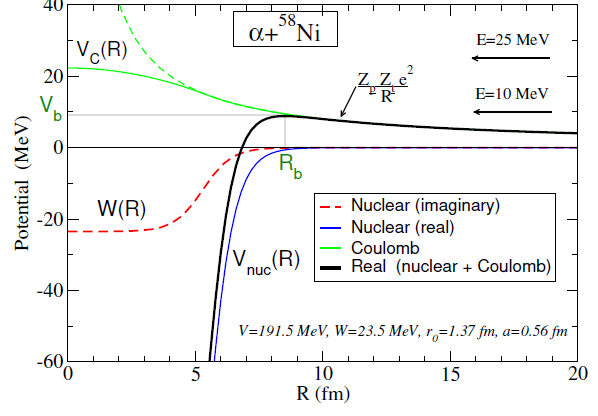 40
20
0
-20
-40
-60
Potential (MeV)
0
5
10
15
20
R (fm)
α+⁵⁸Ni
V_C(R)
E=25 MeV
Z_p Z_t e²
R
E=10 MeV
V_b
R_b
W(R)
V_nuc(R)
Nuclear (imaginary)
Nuclear (real)
Coulomb
Real (nuclear + Coulomb)
V=191.5 MeV, W=23.5 MeV, r₀=1.37 fm, a=0.56 fm